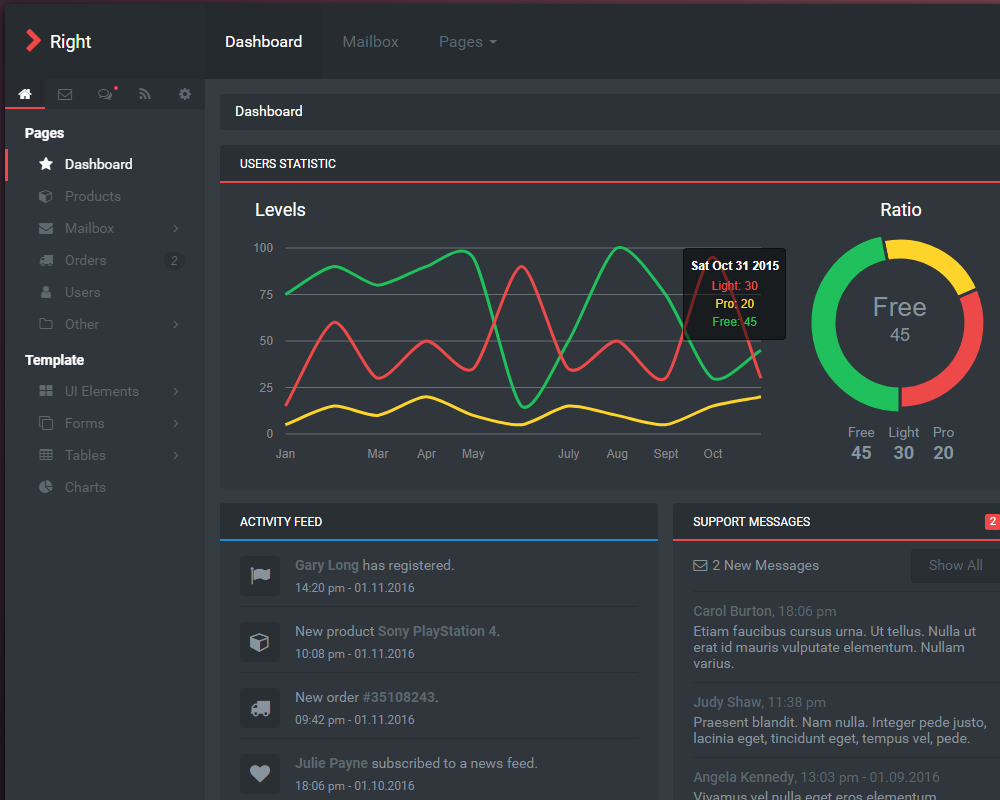 Right
Dashboard
Mailbox
Pages
Pages
Dashboard
Products
Mailbox
Orders 2
Users
Other
Template
UI Elements
Forms
Tables
Charts
Dashboard
USERS STATISTIC
Levels
100
75
50
25
0
Jan Mar Apr May July Aug Sept Oct
Sat Oct 31 2015
Light: 30
Pro: 20
Free: 45
Ratio
Free
45
Free Light Pro
45 30 20
ACTIVITY FEED
Gary Long has registered.
14:20 pm - 01.11.2016
New product Sony PlayStation 4.
10:08 pm - 01.11.2016
New order #35108243.
09:42 pm - 01.11.2016
Julie Payne subscribed to a news feed.
18:06 pm - 01.10.2016
SUPPORT MESSAGES 2
2 New Messages Show All
Carol Burton, 18:06 pm
Etiam faucibus cursus urna. Ut tellus. Nulla ut
erat id mauris vulputate elementum. Nullam
varius.
Judy Shaw, 11:38 pm
Praesent blandit. Nam nulla. Integer pede justo,
lacinia eget, tincidunt eget, tempus vel, pede.
Angela Kennedy, 13:03 pm - 01.09.2016
Vivamus vel nulla eget eros elementum